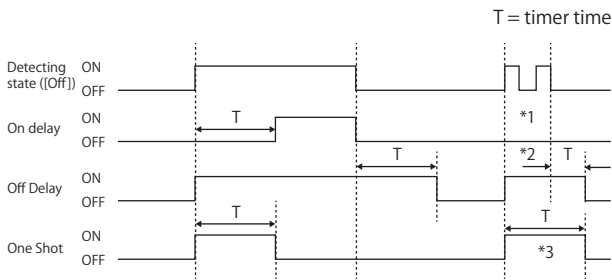 T = timer time
Detecting
state ([Off])
ON
OFF
On delay
ON
OFF
T
*1
T
*2
T
Off Delay
ON
OFF
T
T
One Shot
ON
OFF
*3